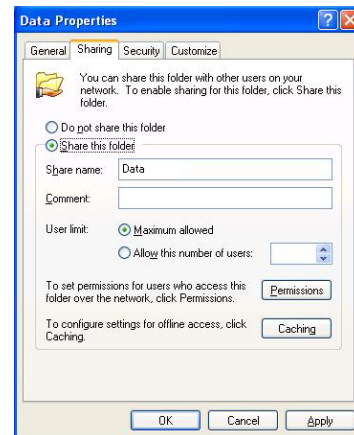 Data Properties
General Sharing Security Customize
You can share this folder with other users on your
network. To enable sharing for this folder, click Share this
folder.
Do not share this folder
Share this folder
Share name: Data
Comment:
User limit: Maximum allowed
Allow this number of users:
To set permissions for users who access this
folder over the network, click Permissions.
Permissions
To configure settings for offline access, click
Caching.
Caching
OK Cancel Apply